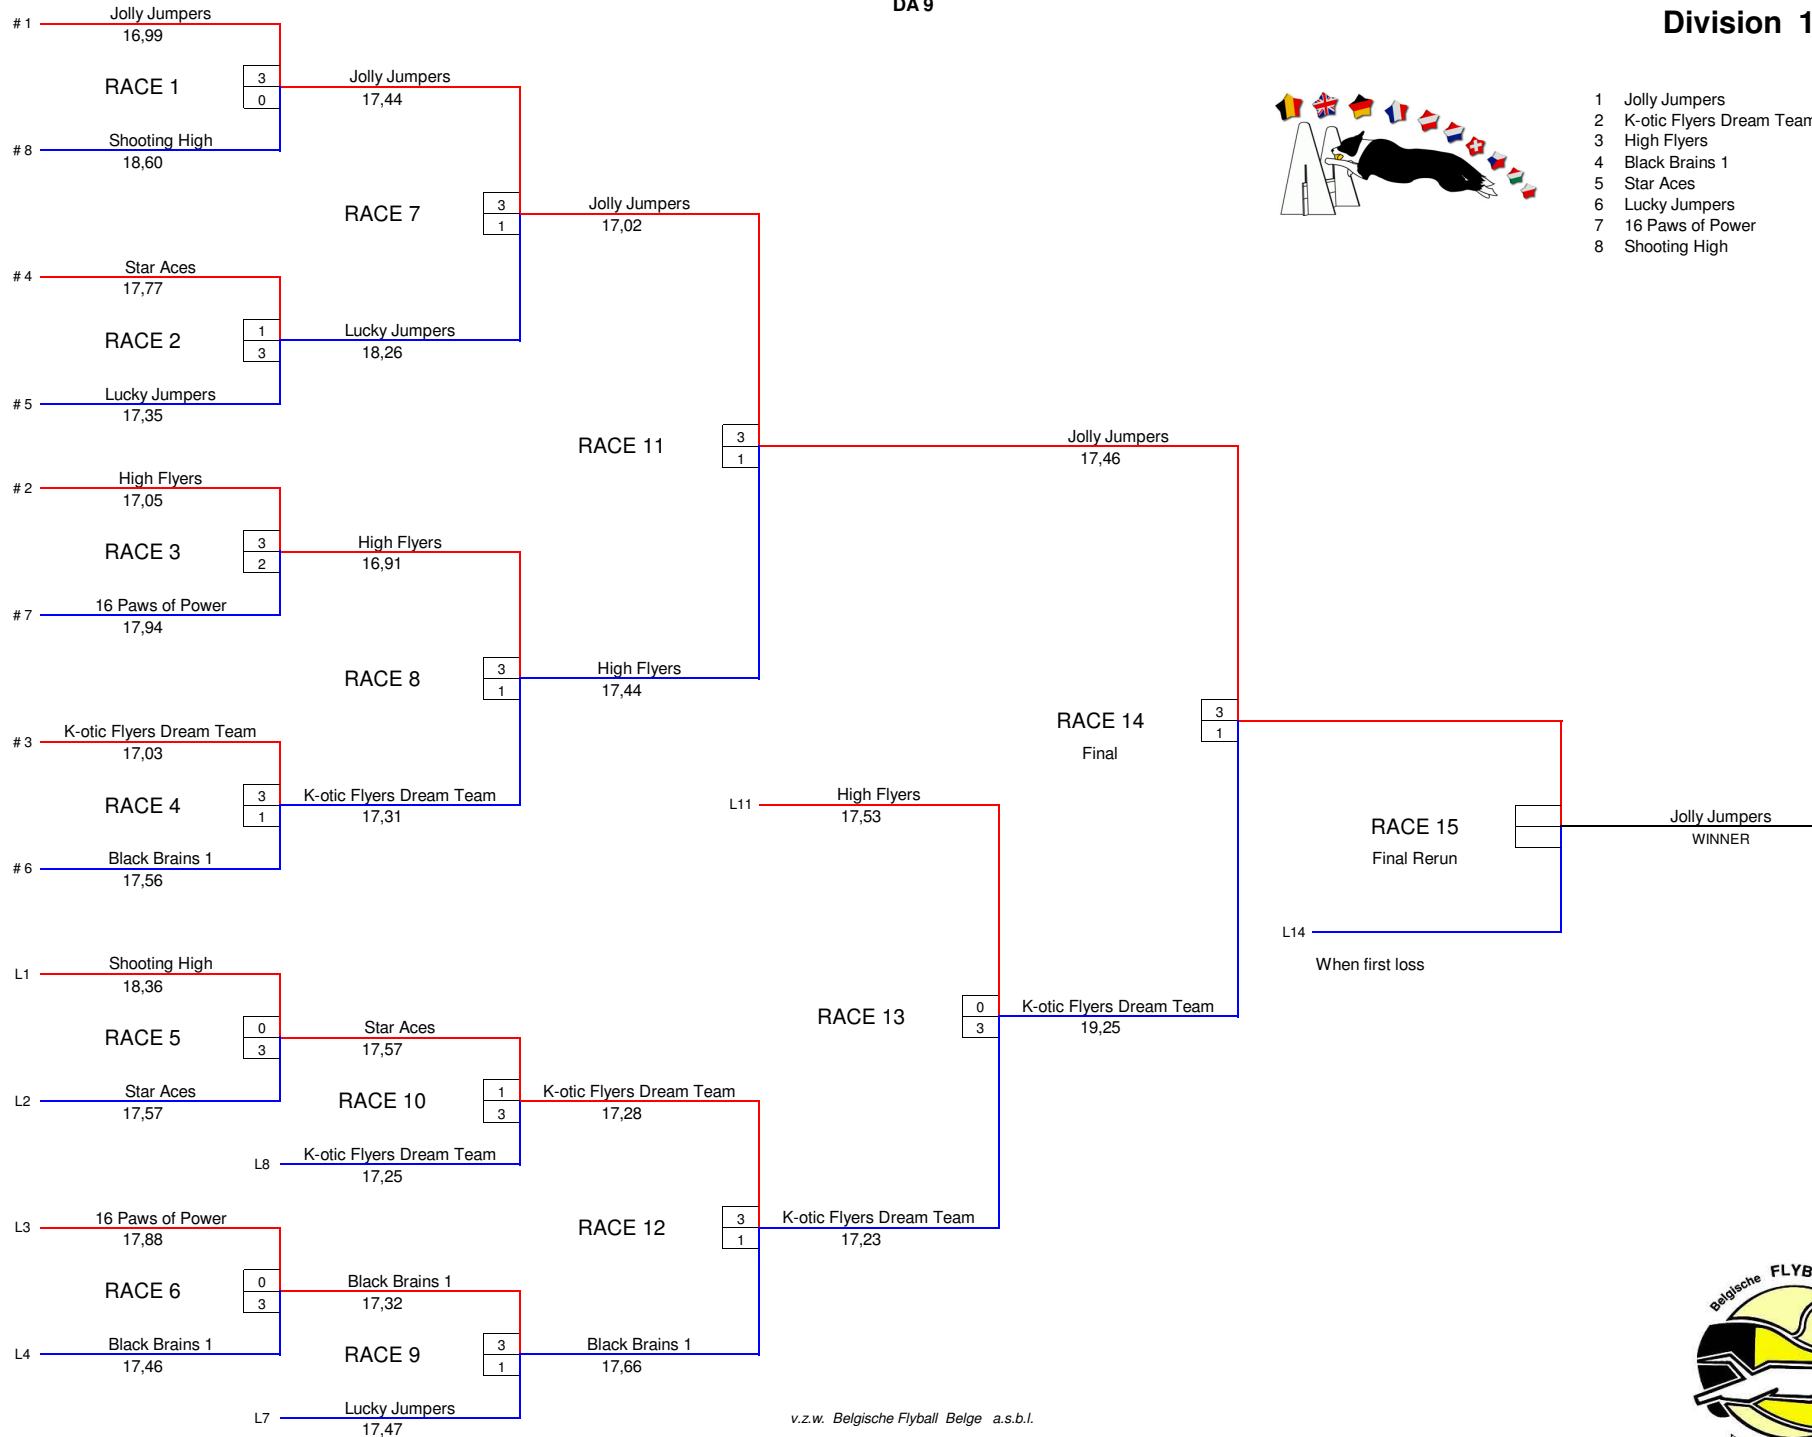 DA 9
Division 1
1 Jolly Jumpers
2 K-otic Flyers Dream Team
3 High Flyers
4 Black Brains 1
5 Star Aces
6 Lucky Jumpers
7 16 Paws of Power
8 Shooting High
# 1 Jolly Jumpers
16,99
RACE 1 3
0
Jolly Jumpers
17,44
# 8 Shooting High
18,60
RACE 7 3
1
Jolly Jumpers
17,02
# 4 Star Aces
17,77
RACE 2 1
3
Lucky Jumpers
18,26
# 5 Lucky Jumpers
17,35
RACE 11 3
1
Jolly Jumpers
17,46
# 2 High Flyers
17,05
RACE 3 3
2
High Flyers
16,91
# 7 16 Paws of Power
17,94
RACE 8 3
1
High Flyers
17,44
# 3 K-otic Flyers Dream Team
17,03
RACE 4 3
1
K-otic Flyers Dream Team
17,31
# 6 Black Brains 1
17,56
RACE 14 3
1
Final
L11 High Flyers
17,53
RACE 15
Final Rerun
Jolly Jumpers
WINNER
L14
When first loss
L1 Shooting High
18,36
RACE 5 0
3
Star Aces
17,57
L2 Star Aces
17,57
RACE 13 0
3
K-otic Flyers Dream Team
19,25
RACE 10 1
3
K-otic Flyers Dream Team
17,28
L8 K-otic Flyers Dream Team
17,25
L3 16 Paws of Power
17,88
RACE 12 3
1
K-otic Flyers Dream Team
17,23
RACE 6 0
3
Black Brains 1
17,32
L4 Black Brains 1
17,46
RACE 9 3
1
Black Brains 1
17,66
L7 Lucky Jumpers
17,47
v.z.w. Belgische Flyball Belge a.s.b.l.
Belgische FLYB